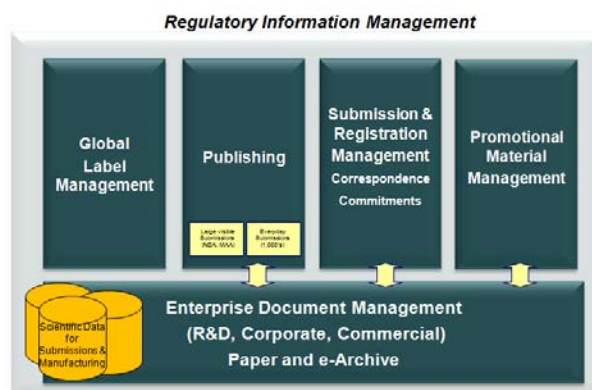 Regulatory Information Management
Global
Label
Management
Publishing
Large visible
Submissions
(NDA, MAA)
Everyday
Submissions
(1,000's)
Submission &
Registration
Management
Correspondence
Commitments
Promotional
Material
Management
Scientific Data
for
Submissions &
Manufacturing
Enterprise Document Management
(R&D, Corporate, Commercial)
Paper and e-Archive